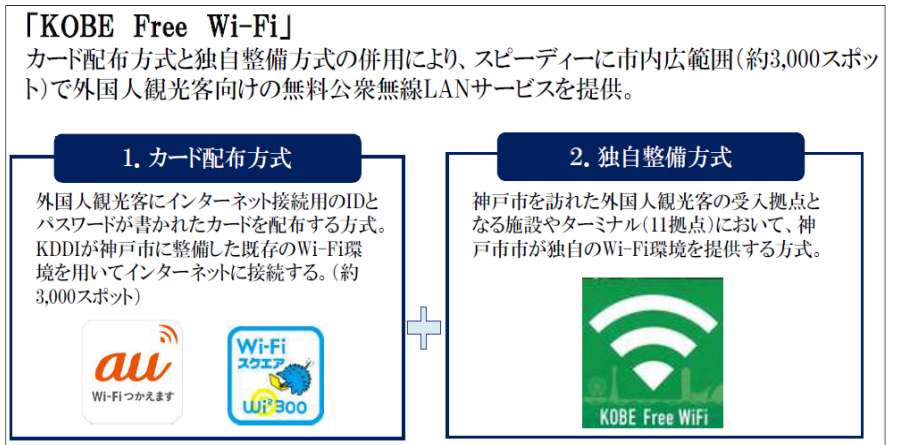 「KOBE Free Wi-Fi」
カード配布方式と独自整備方式の併用により、スピーディーに市内広範囲(約3,000スポッ
ト)で外国人観光客向けの無料公衆無線LANサービスを提供。
1. カード配布方式
外国人観光客にインターネット接続用のIDと
パスワードが書かれたカードを配布する方式。
KDDIが神戸市に整備した既存のWi-Fi環
境を用いてインターネットに接続する。(約
3,000スポット)
au
Wi-Fiつかえます
Wi-Fi
スクエア
Wi2 300
2. 独自整備方式
神戸市を訪れた外国人観光客の受入拠点と
なる施設やターミナル(11拠点)において、神
戸市市が独自のWi-Fi環境を提供する方式。
KOBE Free WiFi